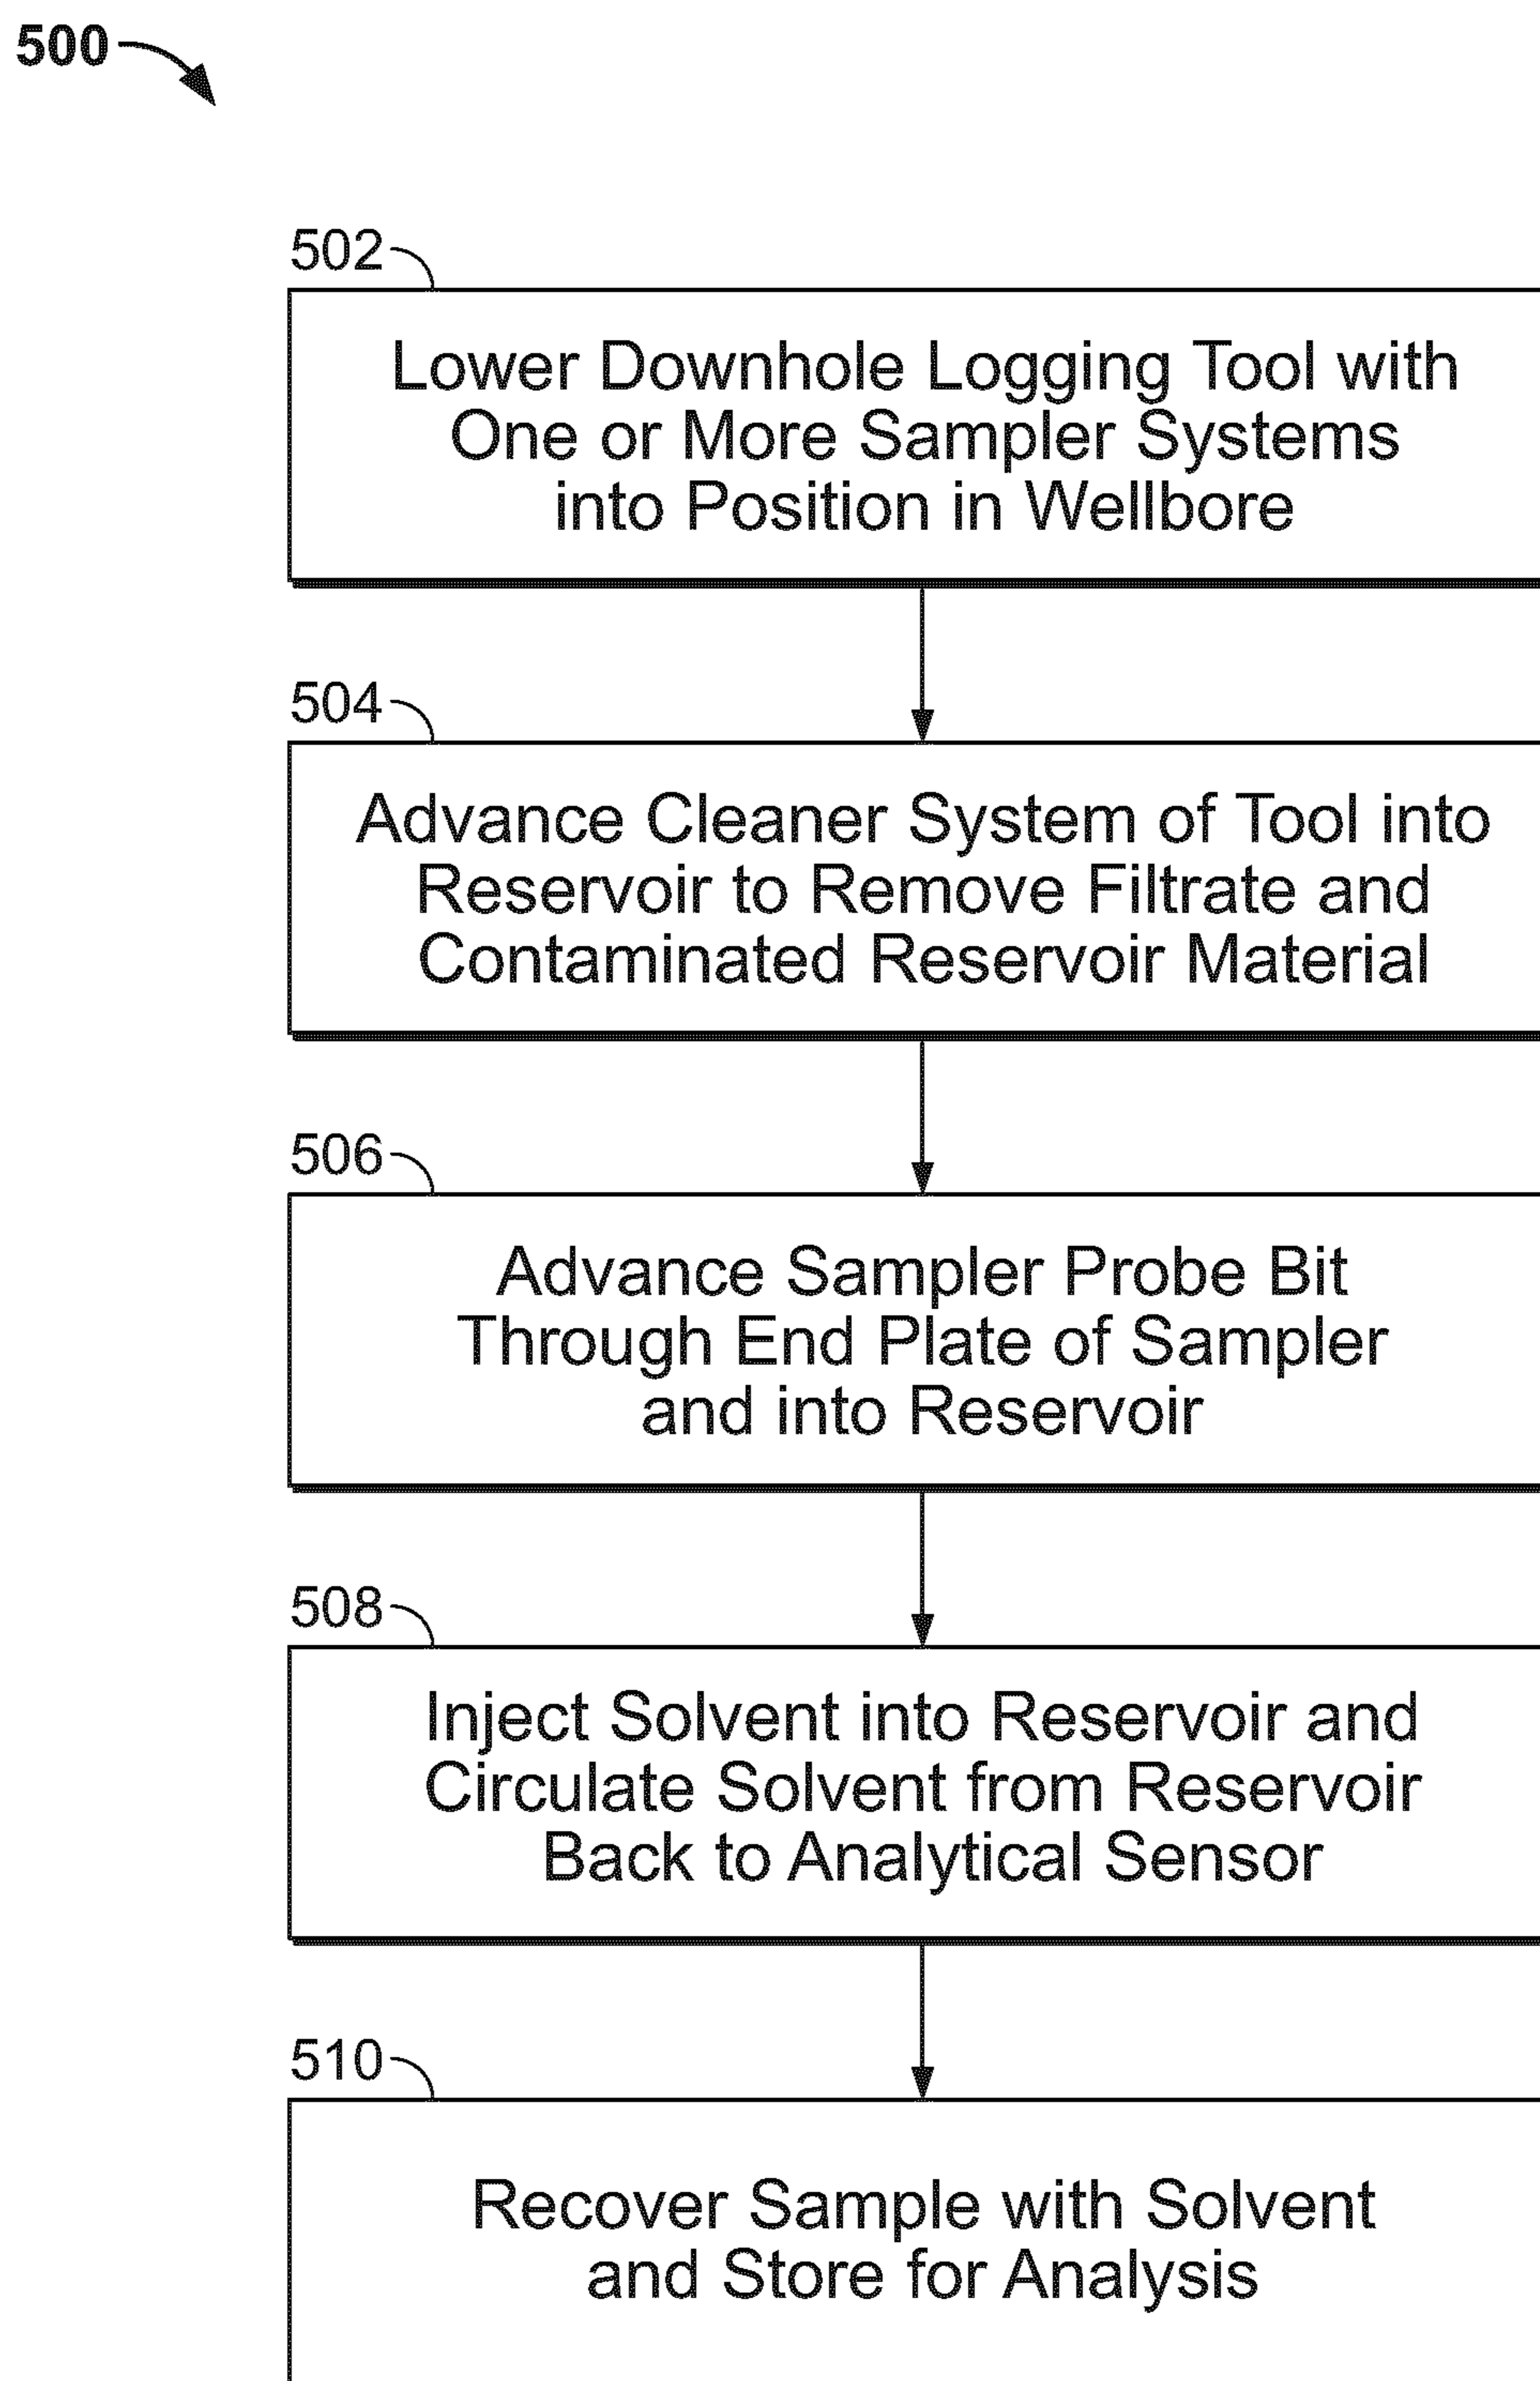 500
502
Lower Downhole Logging Tool with
One or More Sampler Systems
into Position in Wellbore
504
Advance Cleaner System of Tool into
Reservoir to Remove Filtrate and
Contaminated Reservoir Material
506
Advance Sampler Probe Bit
Through End Plate of Sampler
and into Reservoir
508
Inject Solvent into Reservoir and
Circulate Solvent from Reservoir
Back to Analytical Sensor
510
Recover Sample with Solvent
and Store for Analysis